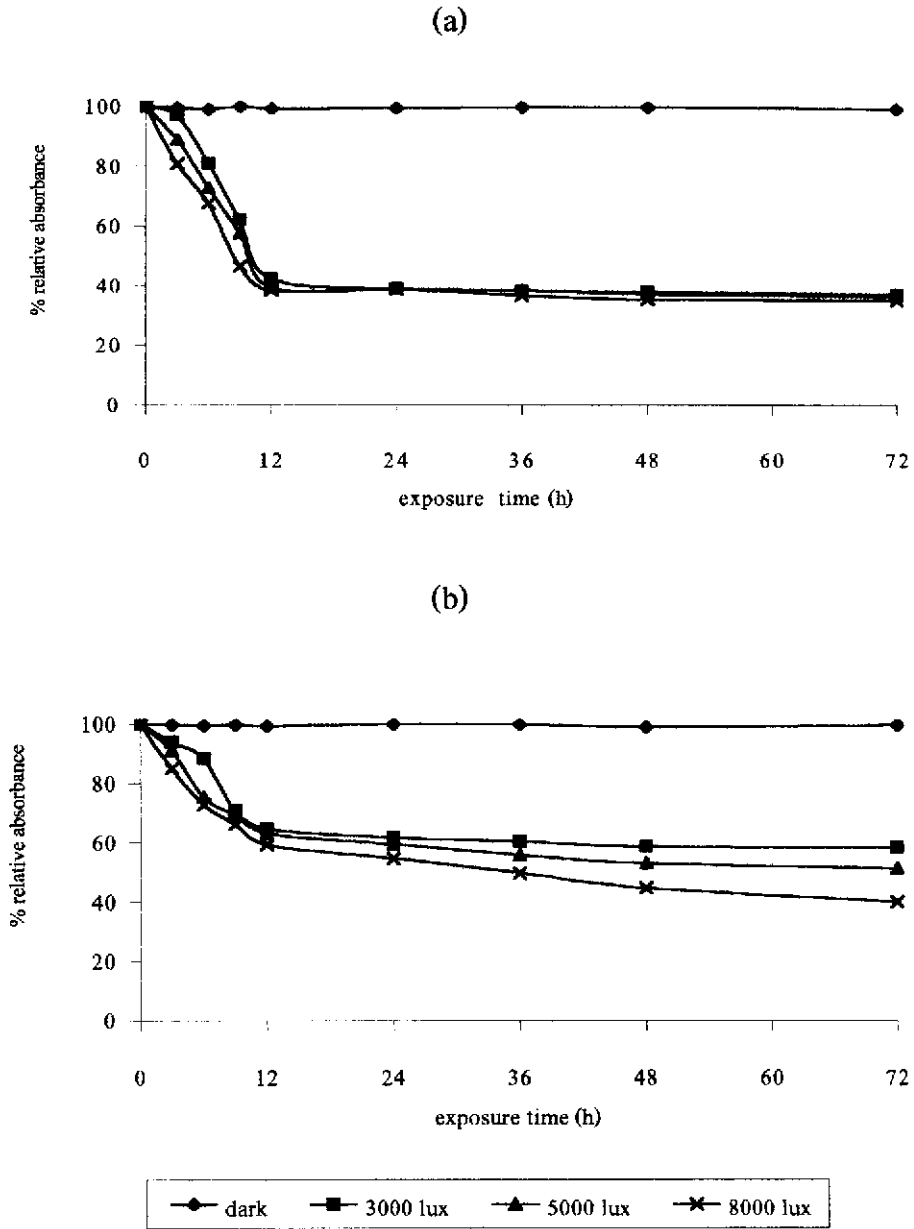 (a)
% relative absorbance
100
80
60
40
20
0
0 12 24 36 48 60 72
exposure time (h)
(b)
% relative absorbance
100
80
60
40
20
0
0 12 24 36 48 60 72
exposure time (h)
dark 3000 lux 5000 lux 8000 lux